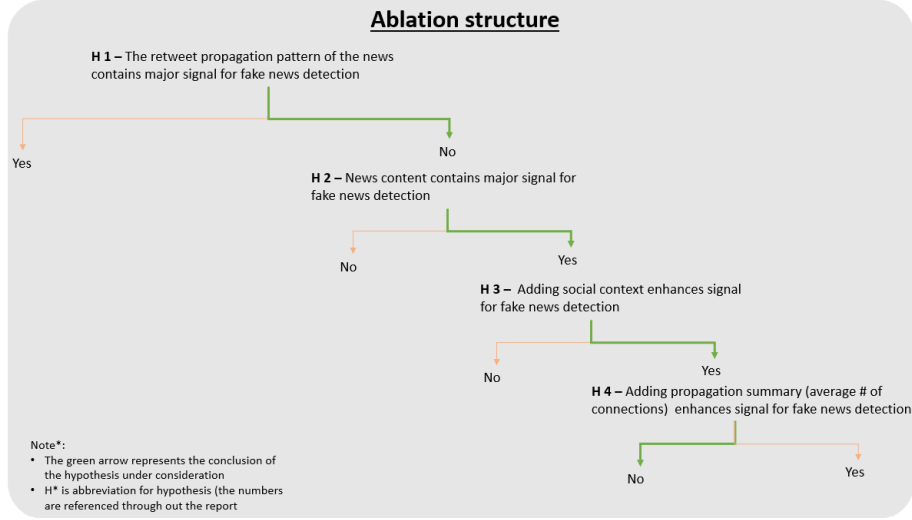 Ablation structure
H 1 – The retweet propagation pattern of the news
contains major signal for fake news detection
Yes
No
H 2 – News content contains major signal for
fake news detection
No
Yes
H 3 – Adding social context enhances signal
for fake news detection
No
Yes
H 4 – Adding propagation summary (average # of
connections) enhances signal for fake news detection
No
Yes
Note*:
• The green arrow represents the conclusion of
the hypothesis under consideration
• H* is abbreviation for hypothesis (the numbers
are referenced through out the report